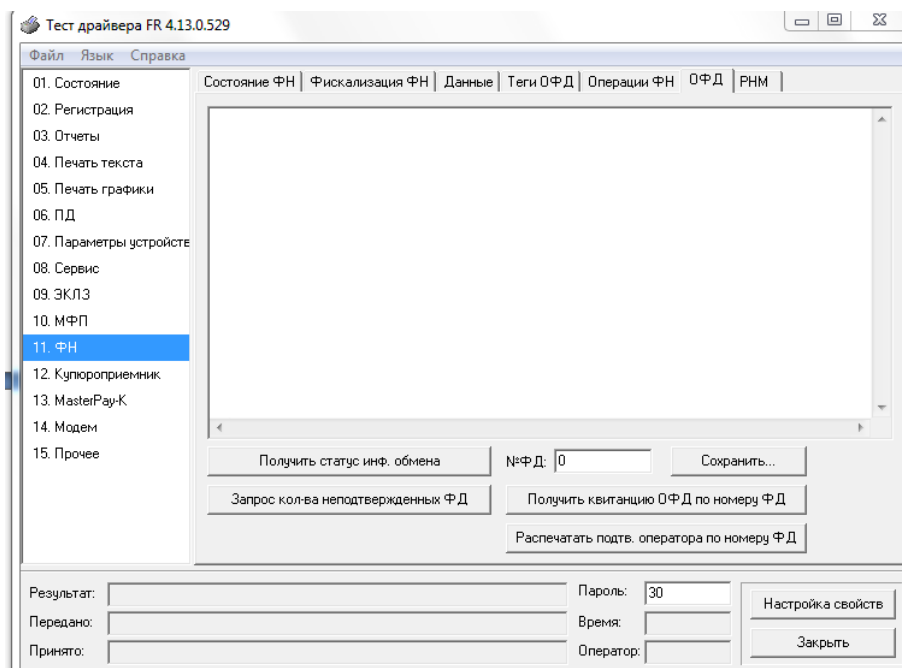 Тест драйвера FR 4.13.0.529
Файл Язык Справка
01. Состояние
02. Регистрация
03. Отчеты
04. Печать текста
05. Печать графики
06. ПД
07. Параметры устройств
08. Сервис
09. ЭКЛЗ
10. МФП
11. ФН
12. Купюроприемник
13. MasterPay-K
14. Модем
15. Прочее
Состояние ФН Фискализация ФН Данные Теги ОФД Операции ФН ОФД РНМ
Получить статус инф. обмена №ФД: 0 Сохранить...
Запрос кол-ва неподтвержденных ФД Получить квитанцию ОФД по номеру ФД
Распечатать подтв. оператора по номеру ФД
Результат: Пароль: 30 Настройка свойств
Передано: Время:
Принято: Оператор: Закрыть